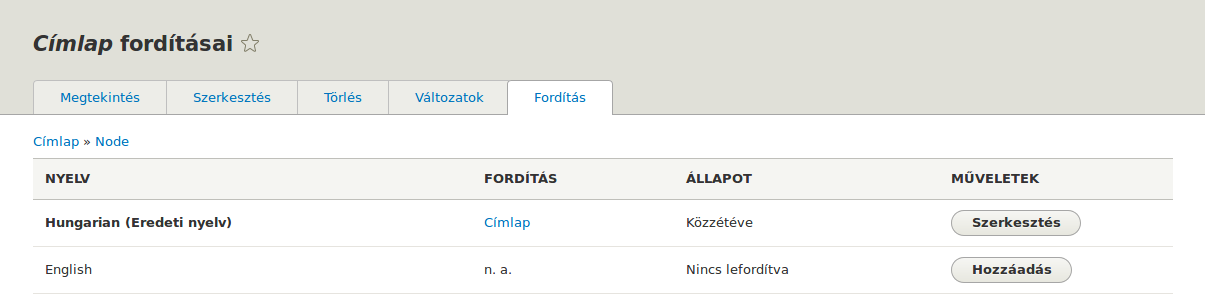 Címlap fordításai
Megtekintés Szerkesztés Törlés Változatok Fordítás
Címlap » Node
NYELV FORDÍTÁS ÁLLAPOT MŰVELETEK
Hungarian (Eredeti nyelv) Címlap Közzétéve Szerkesztés
English n. a. Nincs lefordítva Hozzáadás